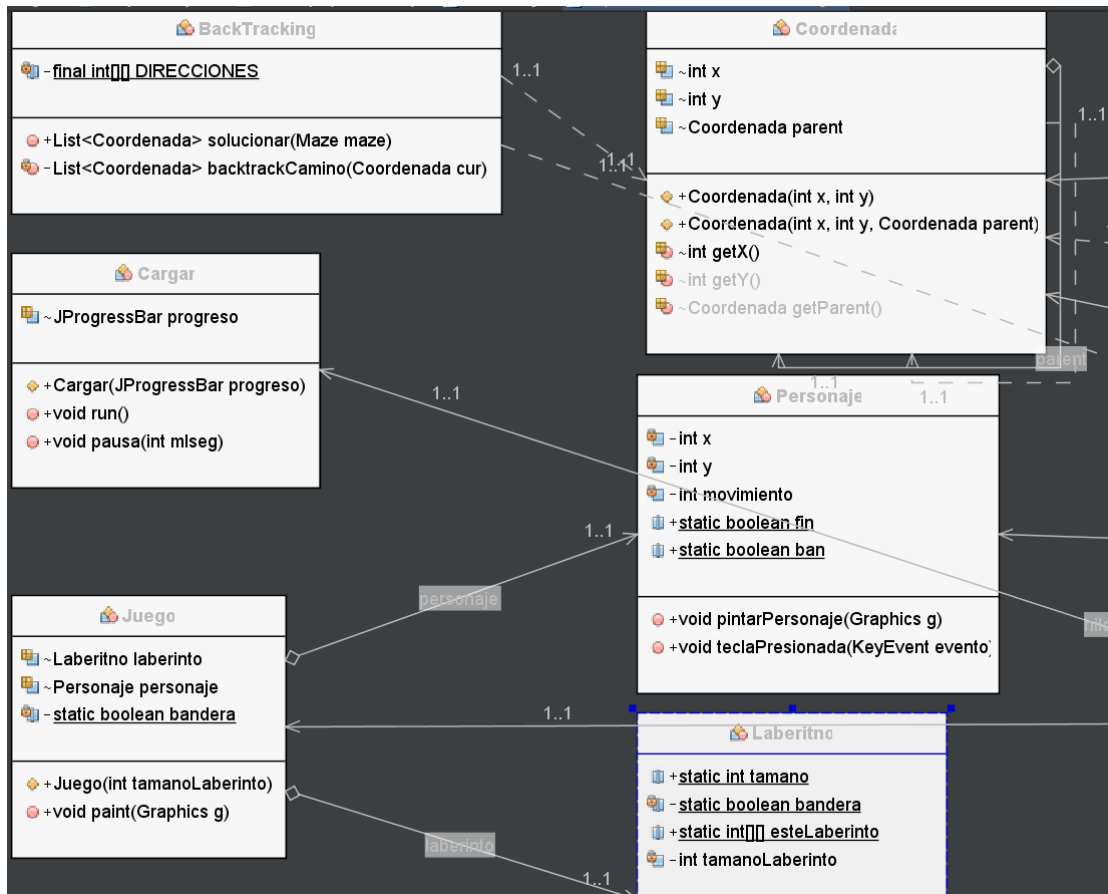 BackTracking
-final int[][] DIRECCIONES
+List<Coordenada> solucionar(Maze maze)
-List<Coordenada> backtrackCamino(Coordenada cur)
1..1
1..1
1..1
Coordenada
~int x
~int y
~Coordenada parent
+Coordenada(int x, int y)
+Coordenada(int x, int y, Coordenada parent)
~int getX()
~int getY()
~Coordenada getParent()
1..1
parent
1..1
1..1
Cargar
~JProgressBar progreso
+Cargar(JProgressBar progreso)
+void run()
+void pausa(int mlseg)
1..1
Personaje
-int x
-int y
-int movimiento
+static boolean fin
+static boolean ban
+void pintarPersonaje(Graphics g)
+void teclaPresionada(KeyEvent evento)
1..1
personaje
Juego
~Laberitno laberinto
~Personaje personaje
-static boolean bandera
+Juego(int tamanoLaberinto)
+void paint(Graphics g)
1..1
laberinto
1..1
Laberitno
+static int tamano
-static boolean bandera
+static int[][] esteLaberinto
-int tamanoLaberinto